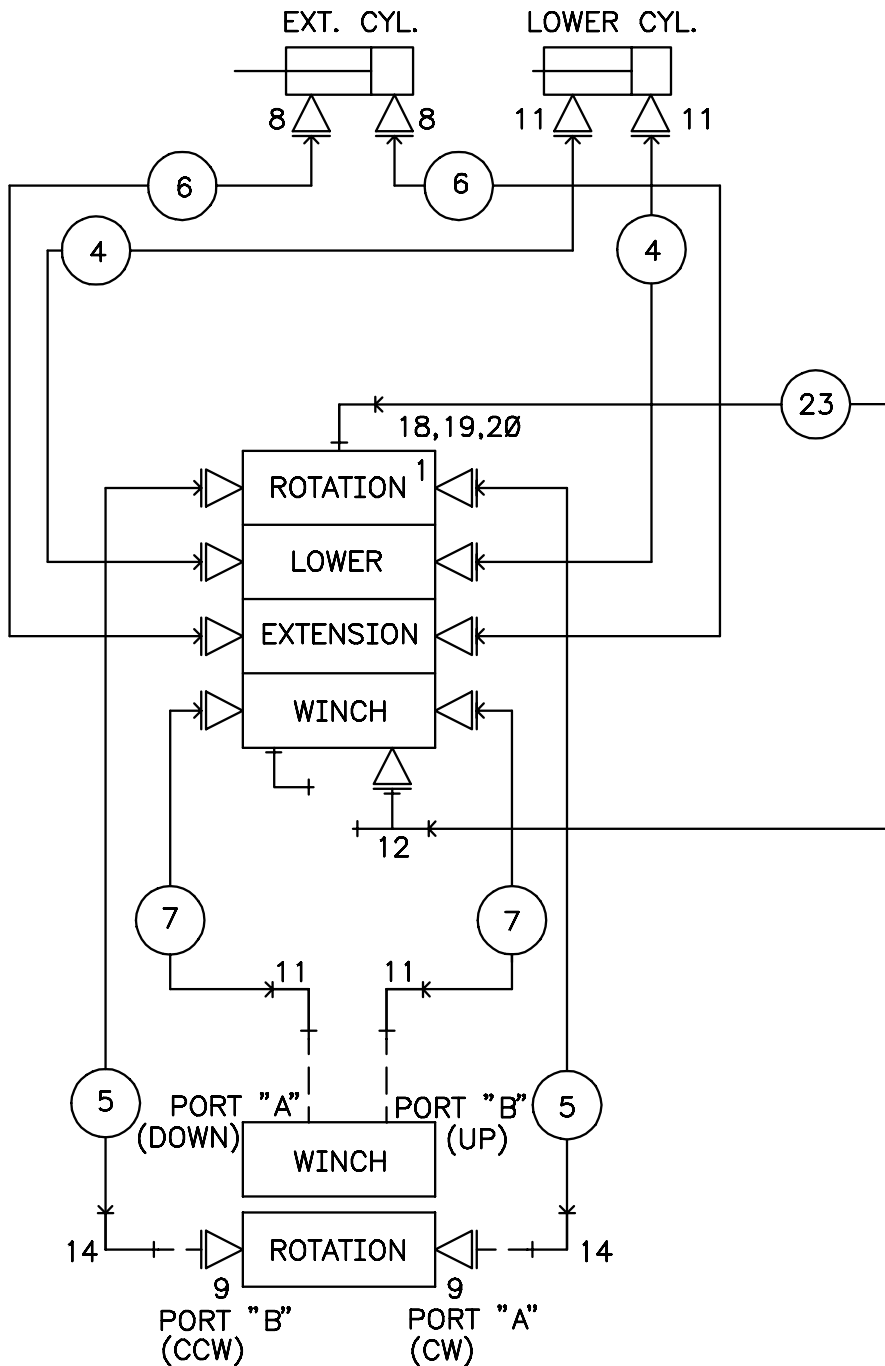 EXT. CYL. LOWER CYL.
8 8 11 11
6 6
4 4
23
18,19,20
1
ROTATION
LOWER
EXTENSION
WINCH
12
7 7
11 11
5 5
PORT "A" PORT "B"
(DOWN) (UP)
WINCH
14 ROTATION 14
9 9
PORT "B" PORT "A"
(CCW) (CW)